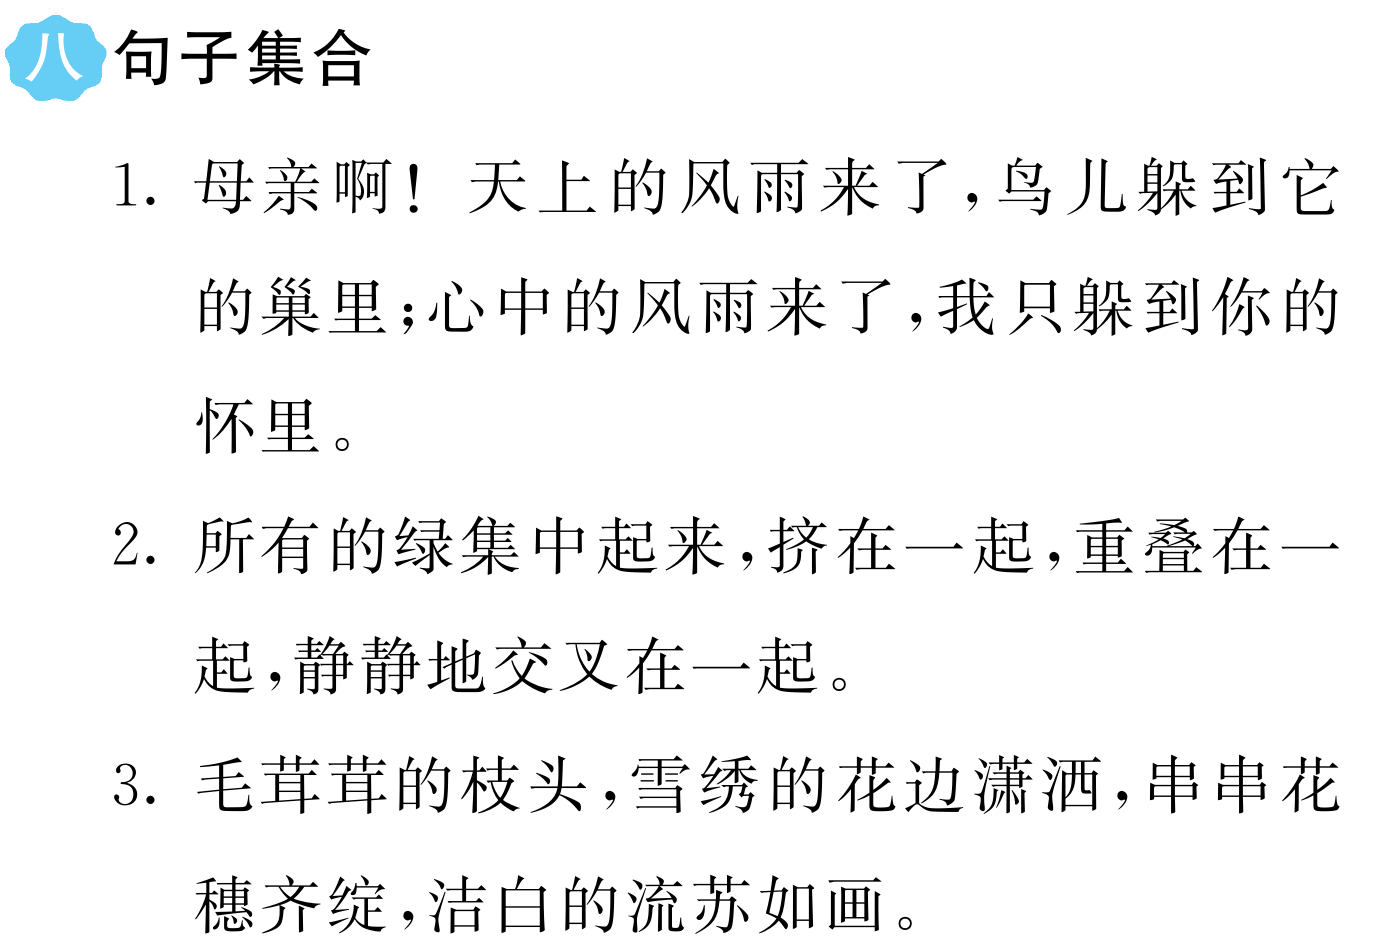 八 句子集合
1. 母亲啊！天上的风雨来了，鸟儿躲到它
的巢里；心中的风雨来了，我只躲到你的
怀里。
2. 所有的绿集中起来，挤在一起，重叠在一
起，静静地交叉在一起。
3. 毛茸茸的枝头，雪绣的花边潇洒，串串花
穗齐绽，洁白的流苏如画。